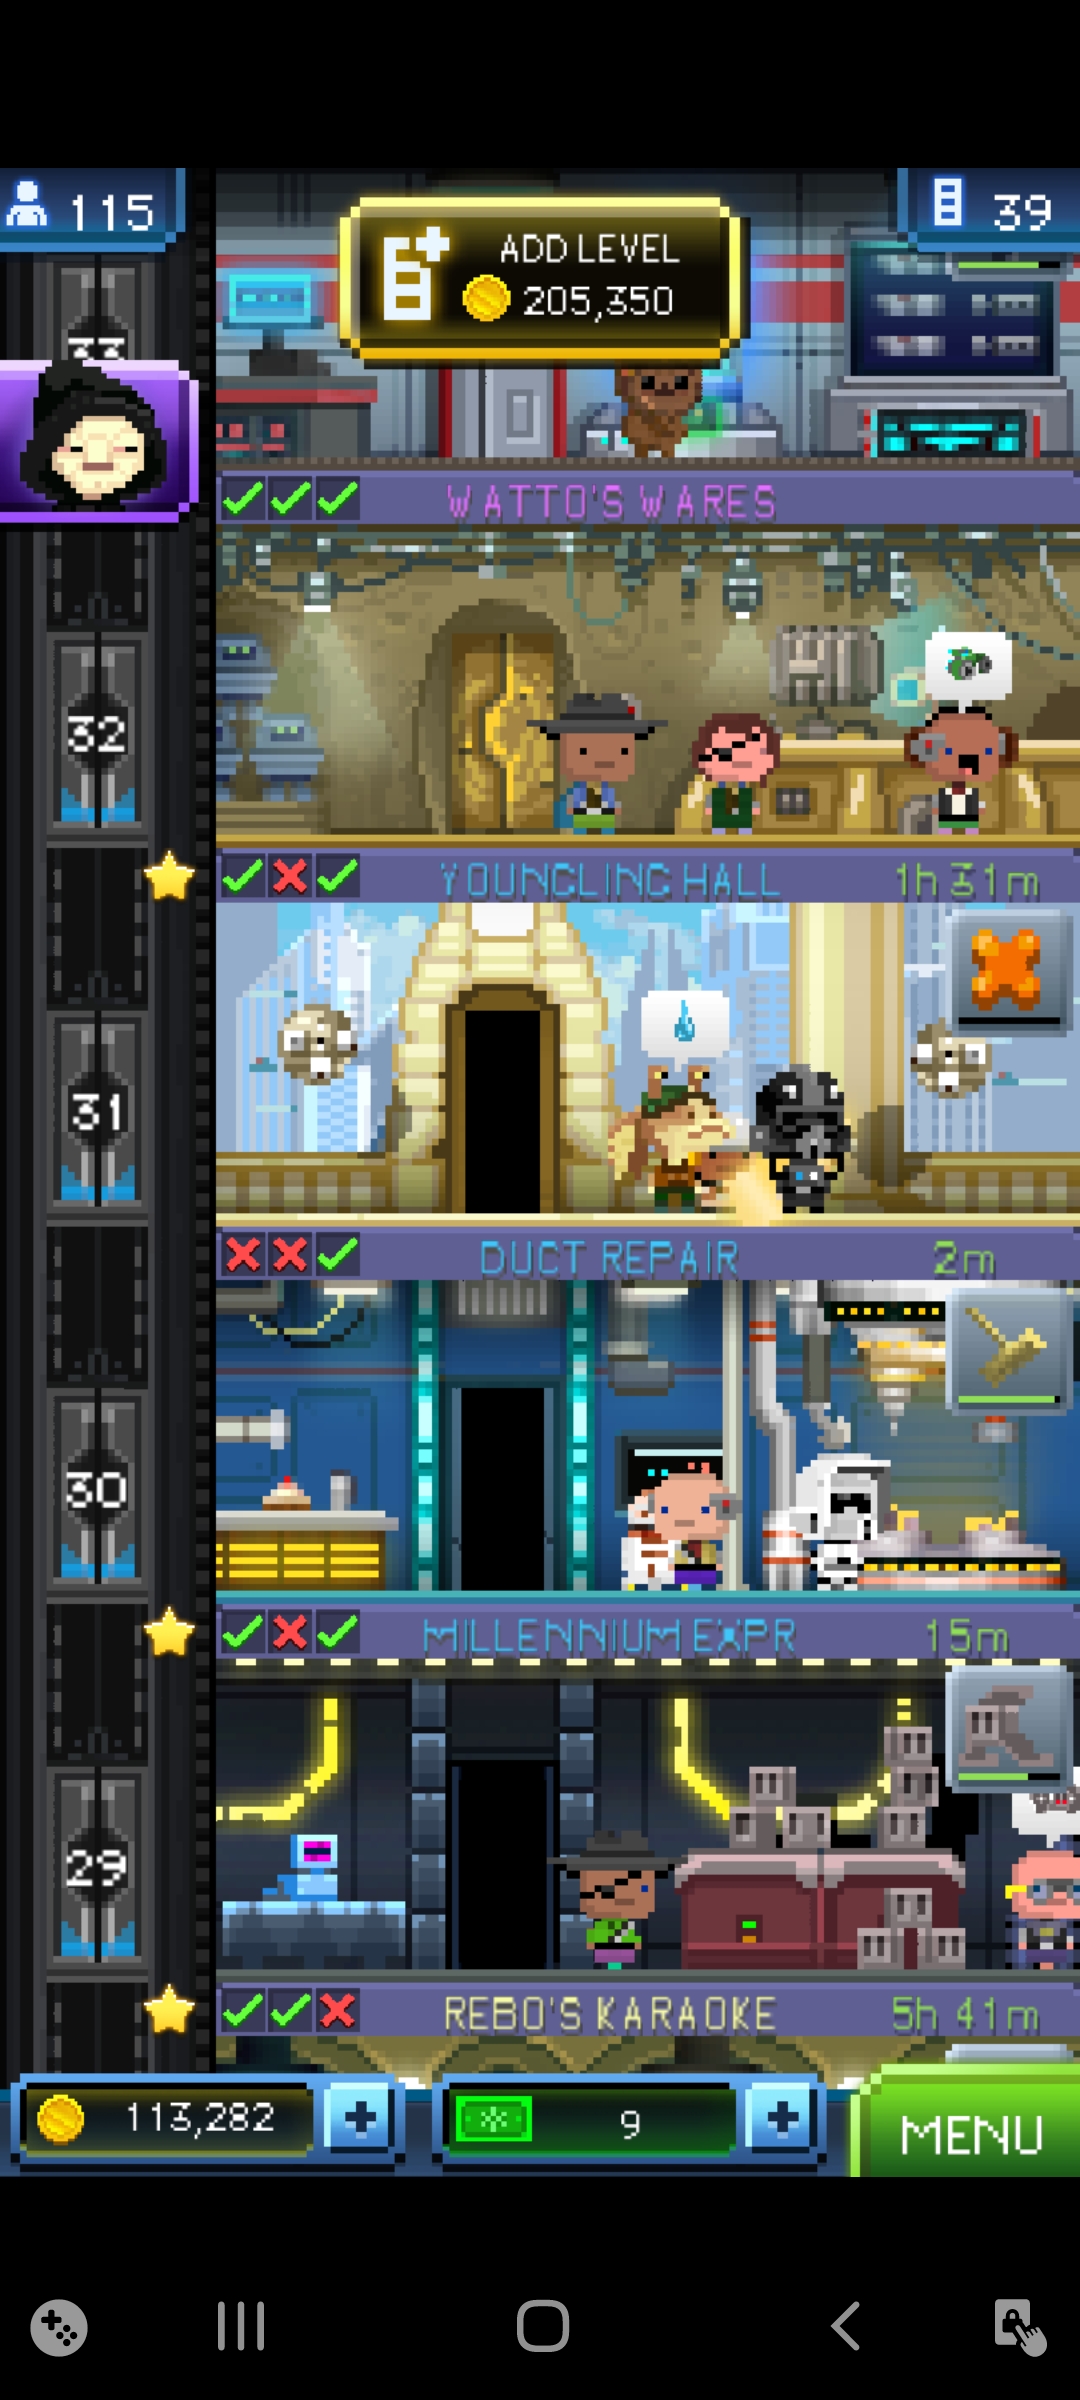 115
ADD LEVEL
205,350
39
WATTO'S WARES
32
YOUNGLING HALL 1h 31m
31
DUCT REPAIR 2m
30
MILLENNIUM EXPR 15m
29
REBO'S KARAOKE 5h 41m
113,282
9
MENU